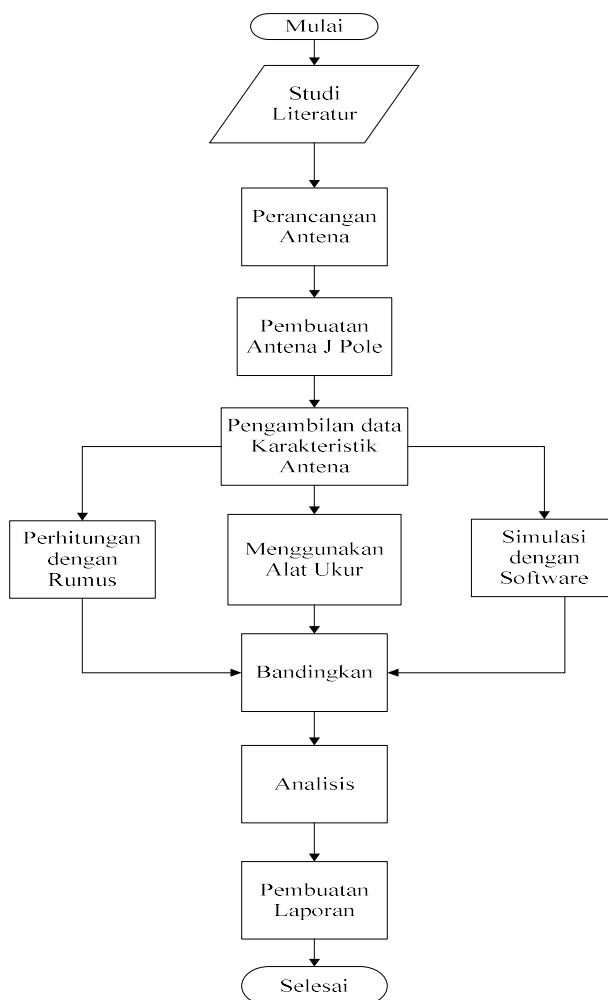 Mulai
Studi
Literatur
Perancangan
Antena
Pembuatan
Antena J Pole
Pengambilan data
Karakteristik
Antena
Perhitungan
dengan
Rumus
Menggunakan
Alat Ukur
Simulasi
dengan
Software
Bandingkan
Analisis
Pembuatan
Laporan
Selesai